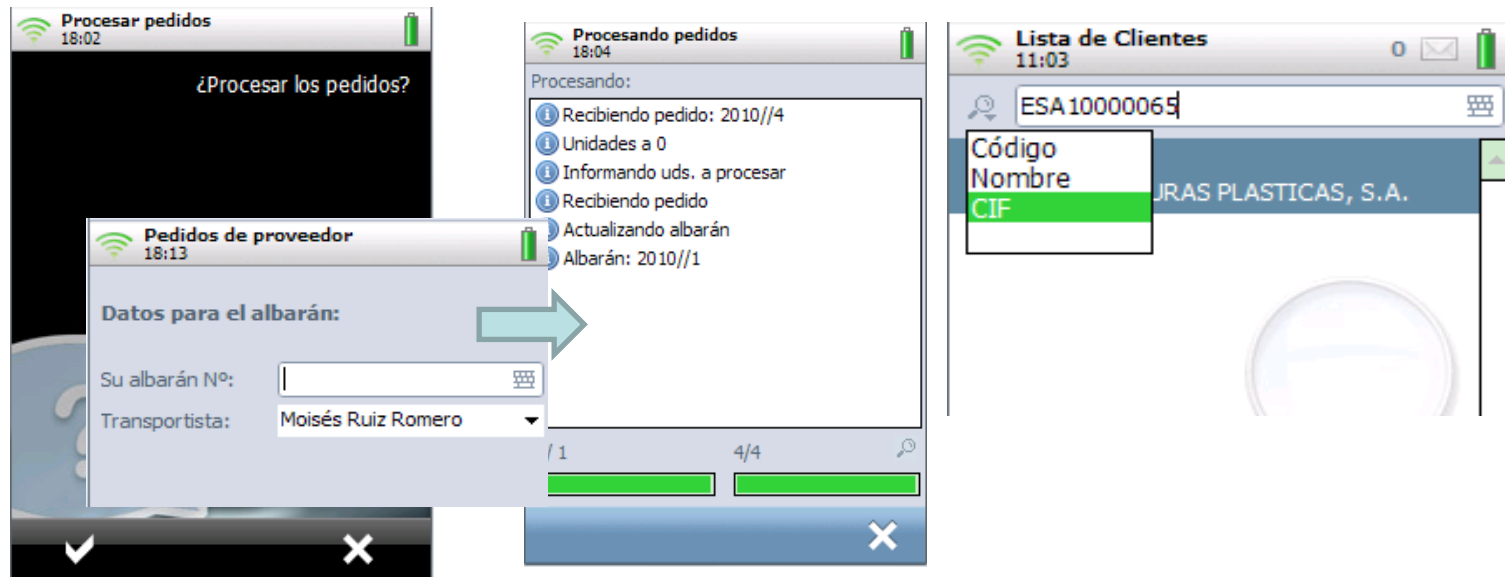 Procesar pedidos
18:02
¿Procesar los pedidos?
Pedidos de proveedor
18:13
Datos para el albarán:
Su albarán Nº:
Transportista: Moisés Ruiz Romero
Procesando pedidos
18:04
Procesando:
Recibiendo pedido: 2010//4
Unidades a 0
Informando uds. a procesar
Recibiendo pedido
Actualizando albarán
Albarán: 2010//1
/ 1 4/4
Lista de Clientes
11:03 0
ESA10000065
Código
Nombre
CIF
PLASTICAS, S.A.